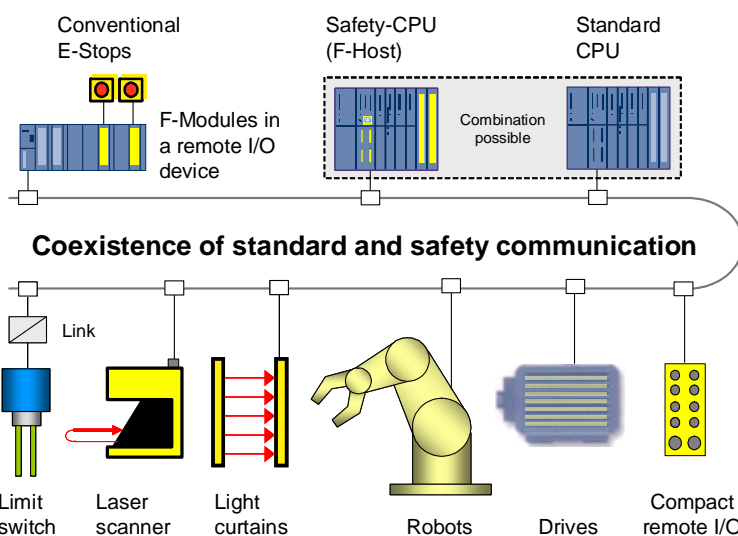 Conventional
E-Stops
Safety-CPU
(F-Host)
Standard
CPU
F-Modules in
a remote I/O
device
Combination
possible
Coexistence of standard and safety communication
Link
Limit
switch
Laser
scanner
Light
curtains
Robots
Drives
Compact
remote I/O